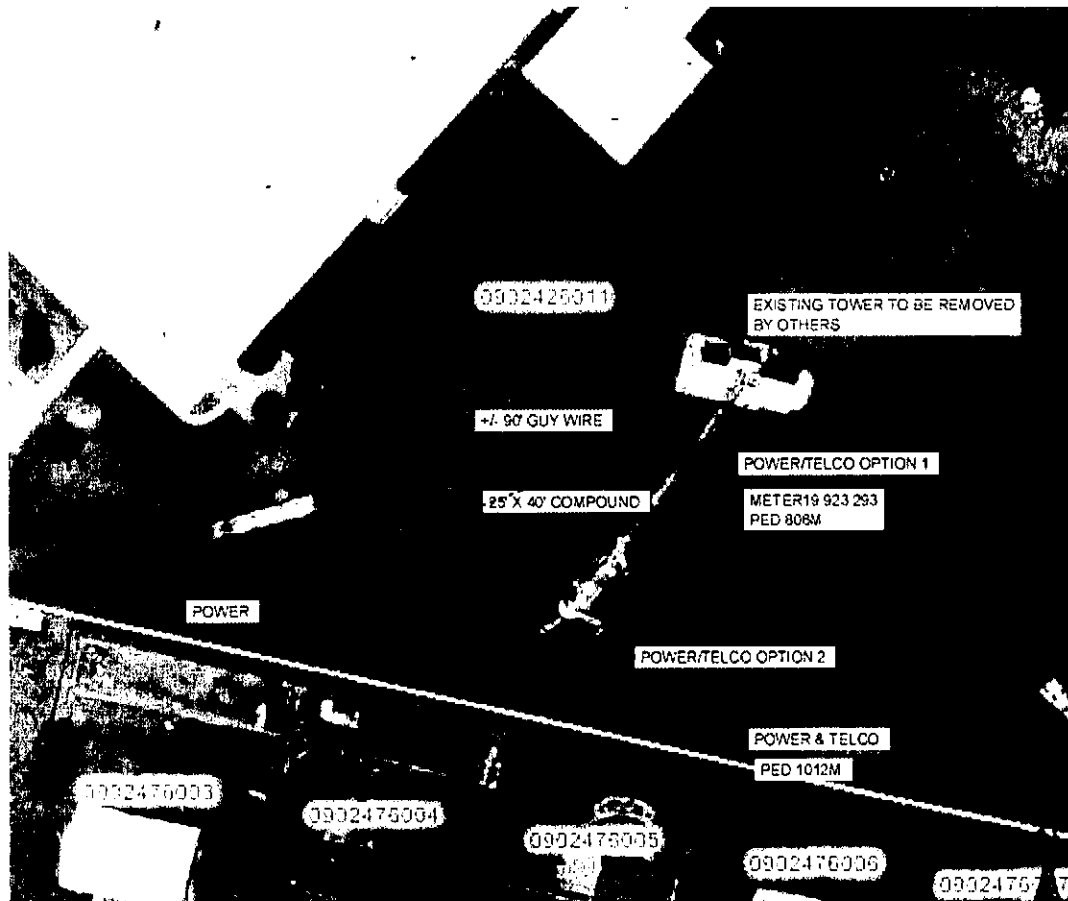 0902426011
EXISTING TOWER TO BE REMOVED
BY OTHERS
+/- 90' GUY WIRE
POWER/TELCO OPTION 1
25' X 40' COMPOUND
METER19 923 293
PED 806M
POWER
POWER/TELCO OPTION 2
POWER & TELCO
PED 1012M
0902476003
0902476004
0902476005
0902476006